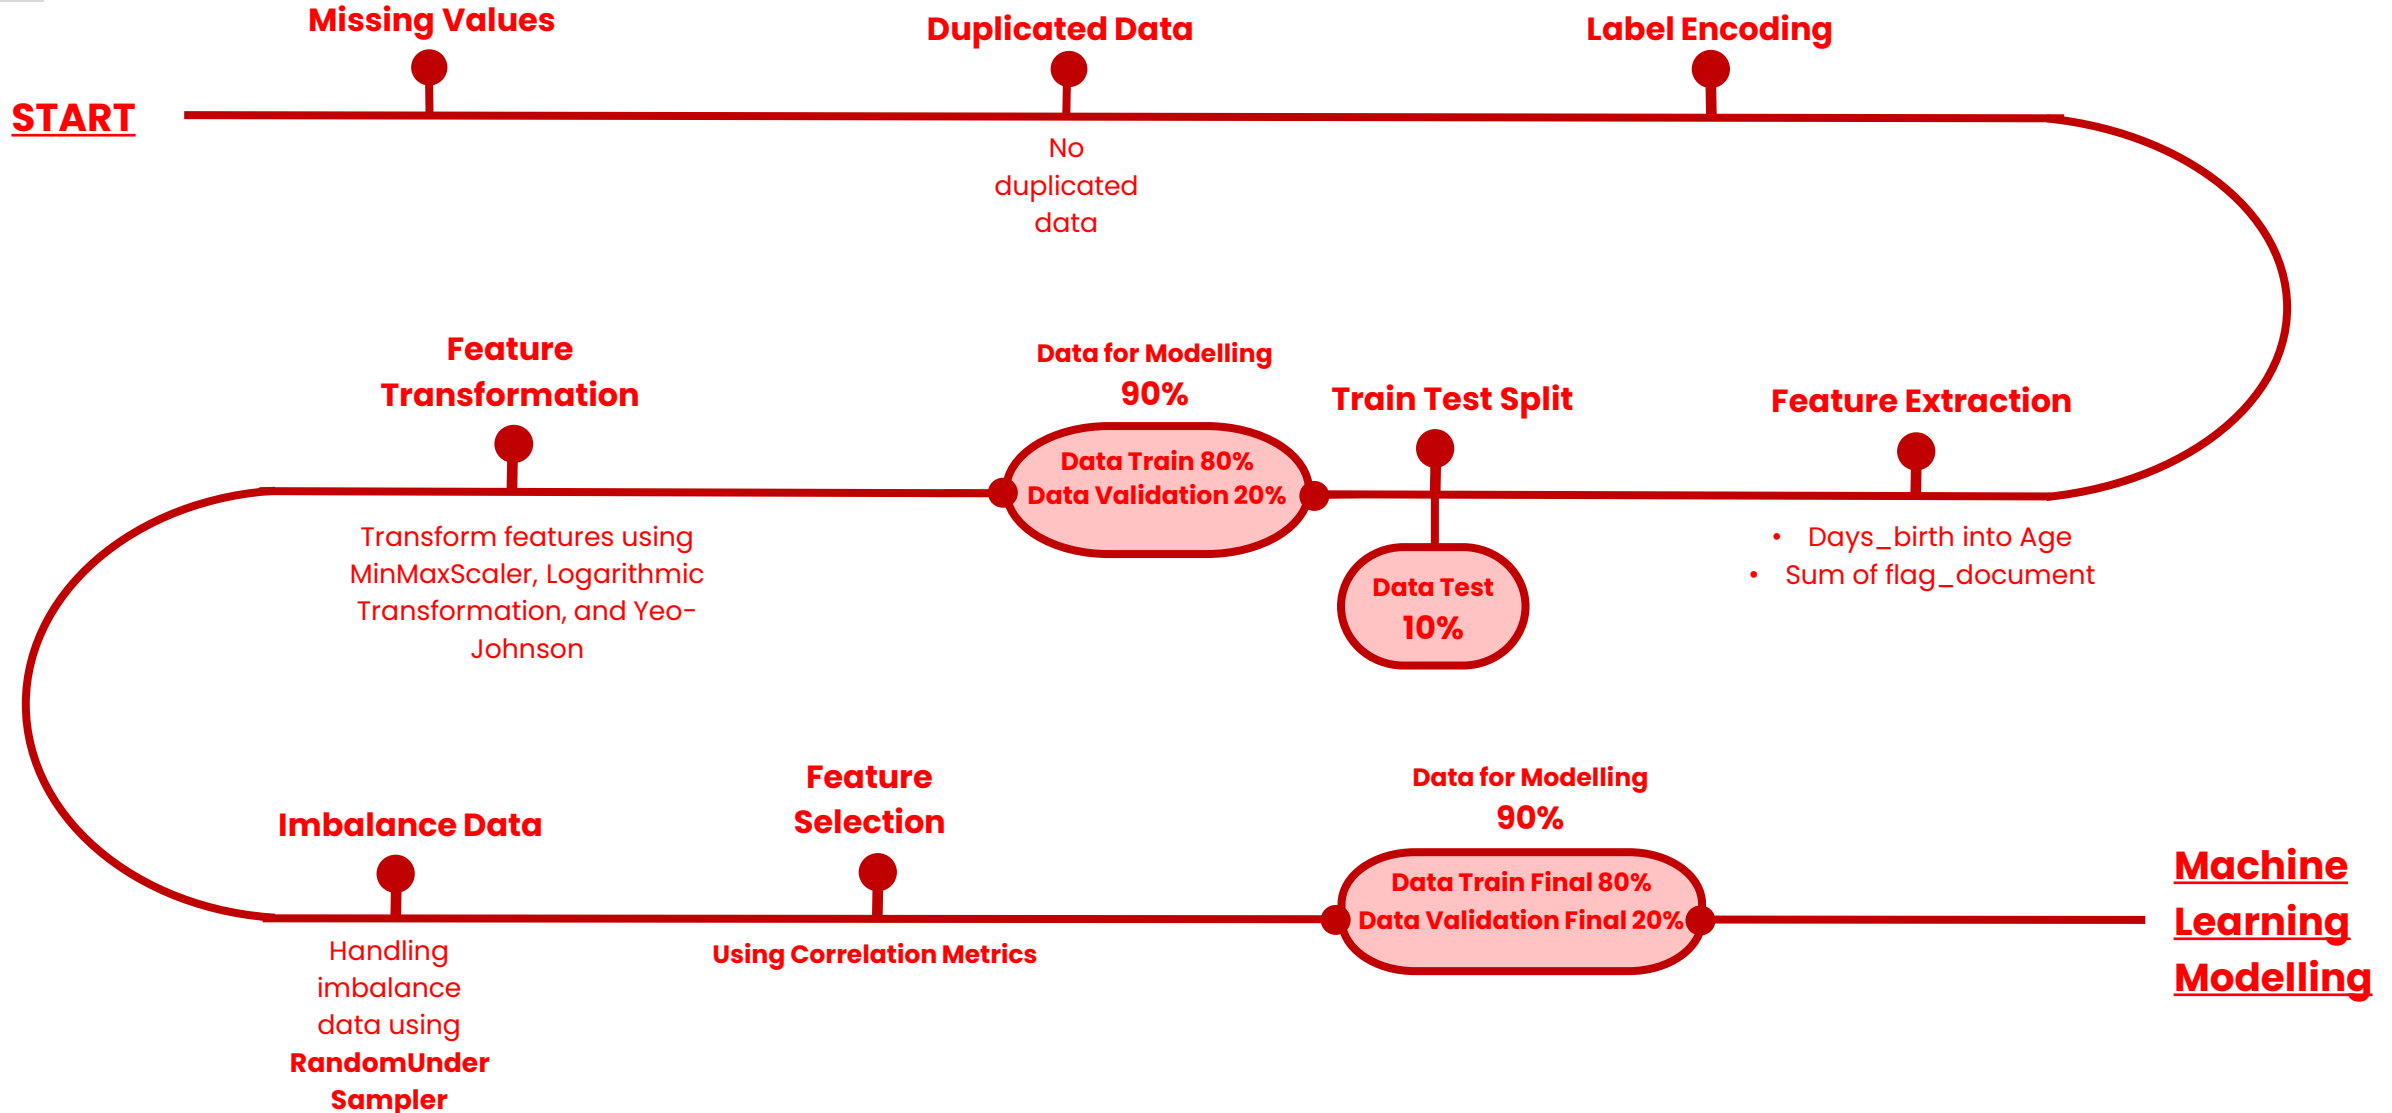 Missing Values
Duplicated Data
Label Encoding
START
No
duplicated
data
Feature
Transformation
Transform features using
MinMaxScaler, Logarithmic
Transformation, and Yeo-
Johnson
Data for Modelling
90%
Data Train 80%
Data Validation 20%
Train Test Split
Data Test
10%
Feature Extraction
• Days_birth into Age
• Sum of flag_document
Imbalance Data
Handling
imbalance
data using
RandomUnder
Sampler
Feature
Selection
Using Correlation Metrics
Data for Modelling
90%
Data Train Final 80%
Data Validation Final 20%
Machine
Learning
Modelling